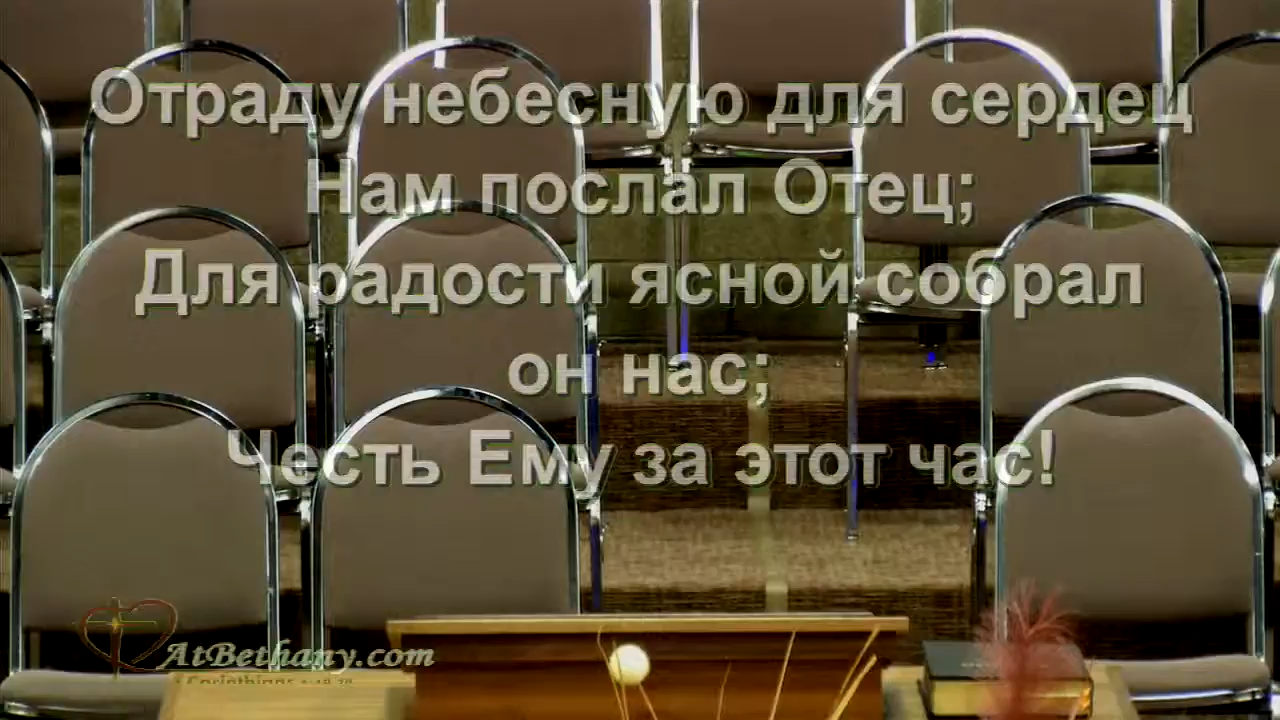 Отраду небесную для сердец
Нам послал Отец;
Для радости ясной собрал
он нас;
Честь Ему за этот час!
AtBethany.com